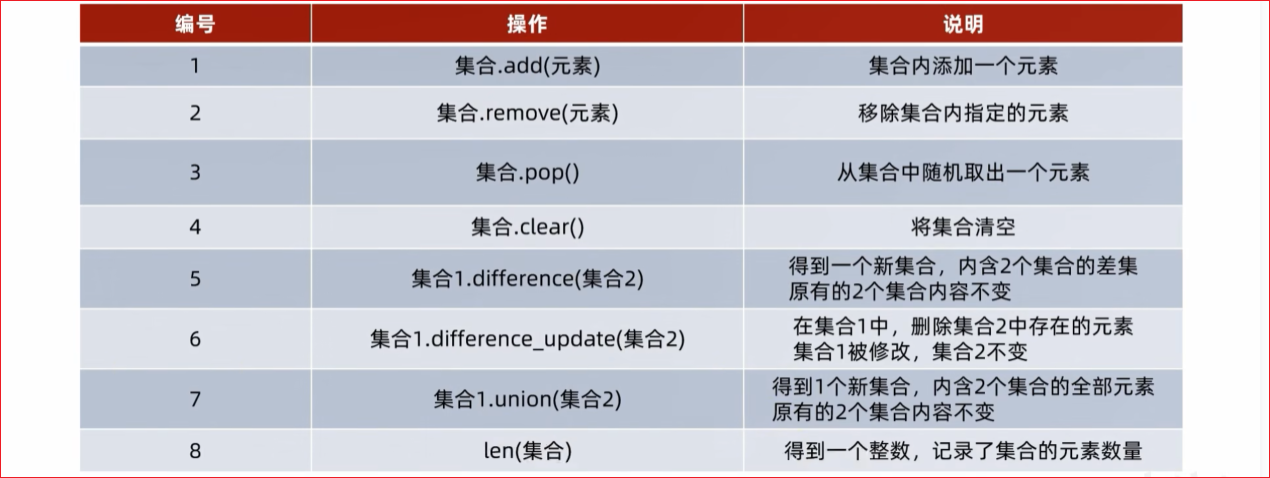 编号 操作 说明
1 集合.add(元素) 集合内添加一个元素
2 集合.remove(元素) 移除集合内指定的元素
3 集合.pop() 从集合中随机取出一个元素
4 集合.clear() 将集合清空
5 集合1.difference(集合2) 得到一个新集合，内含2个集合的差集
原有的2个集合内容不变
6 集合1.difference_update(集合2) 在集合1中，删除集合2中存在的元素
集合1被修改，集合2不变
7 集合1.union(集合2) 得到1个新集合，内含2个集合的全部元素
原有的2个集合内容不变
8 len(集合) 得到一个整数，记录了集合的元素数量